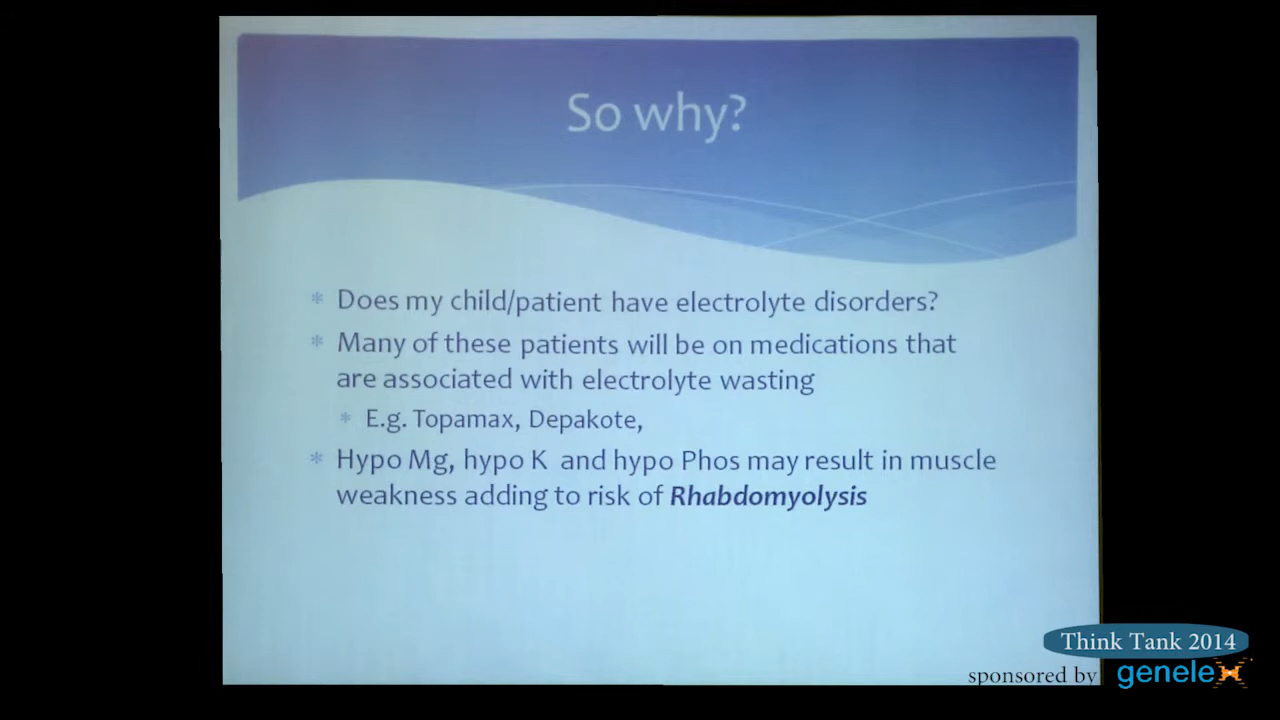 So why?
* Does my child/patient have electrolyte disorders?
* Many of these patients will be on medications that
are associated with electrolyte wasting
* E.g. Topamax, Depakote,
* Hypo Mg, hypo K and hypo Phos may result in muscle
weakness adding to risk of Rhabdomyolysis
Think Tank 2014
sponsored by genelex